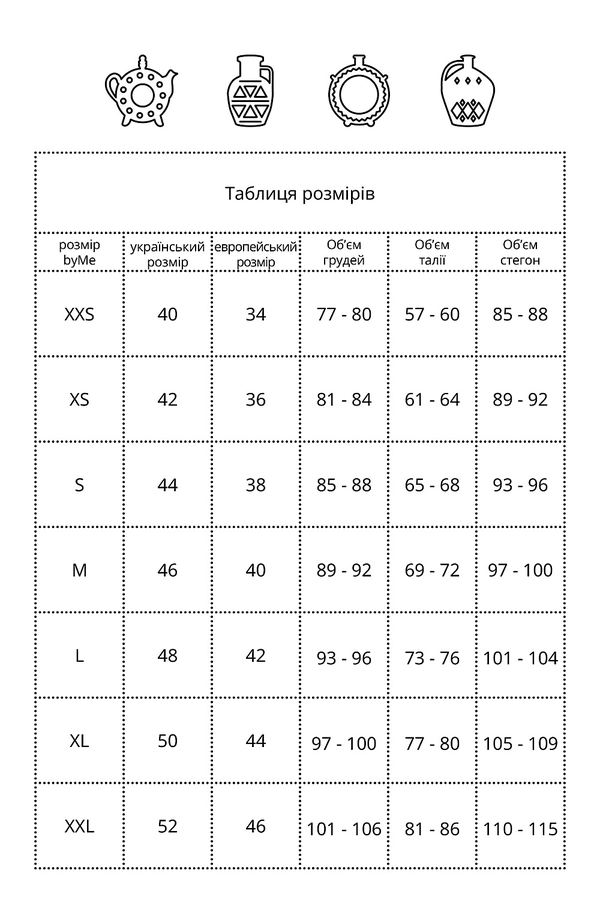 Таблиця розмірів
розмір український європейський Об'єм Об'єм Об'єм
byMe розмір розмір грудей талії стегон
XXS 40 34 77 - 80 57 - 60 85 - 88
XS 42 36 81 - 84 61 - 64 89 - 92
S 44 38 85 - 88 65 - 68 93 - 96
M 46 40 89 - 92 69 - 72 97 - 100
L 48 42 93 - 96 73 - 76 101 - 104
XL 50 44 97 - 100 77 - 80 105 - 109
XXL 52 46 101 - 106 81 - 86 110 - 115